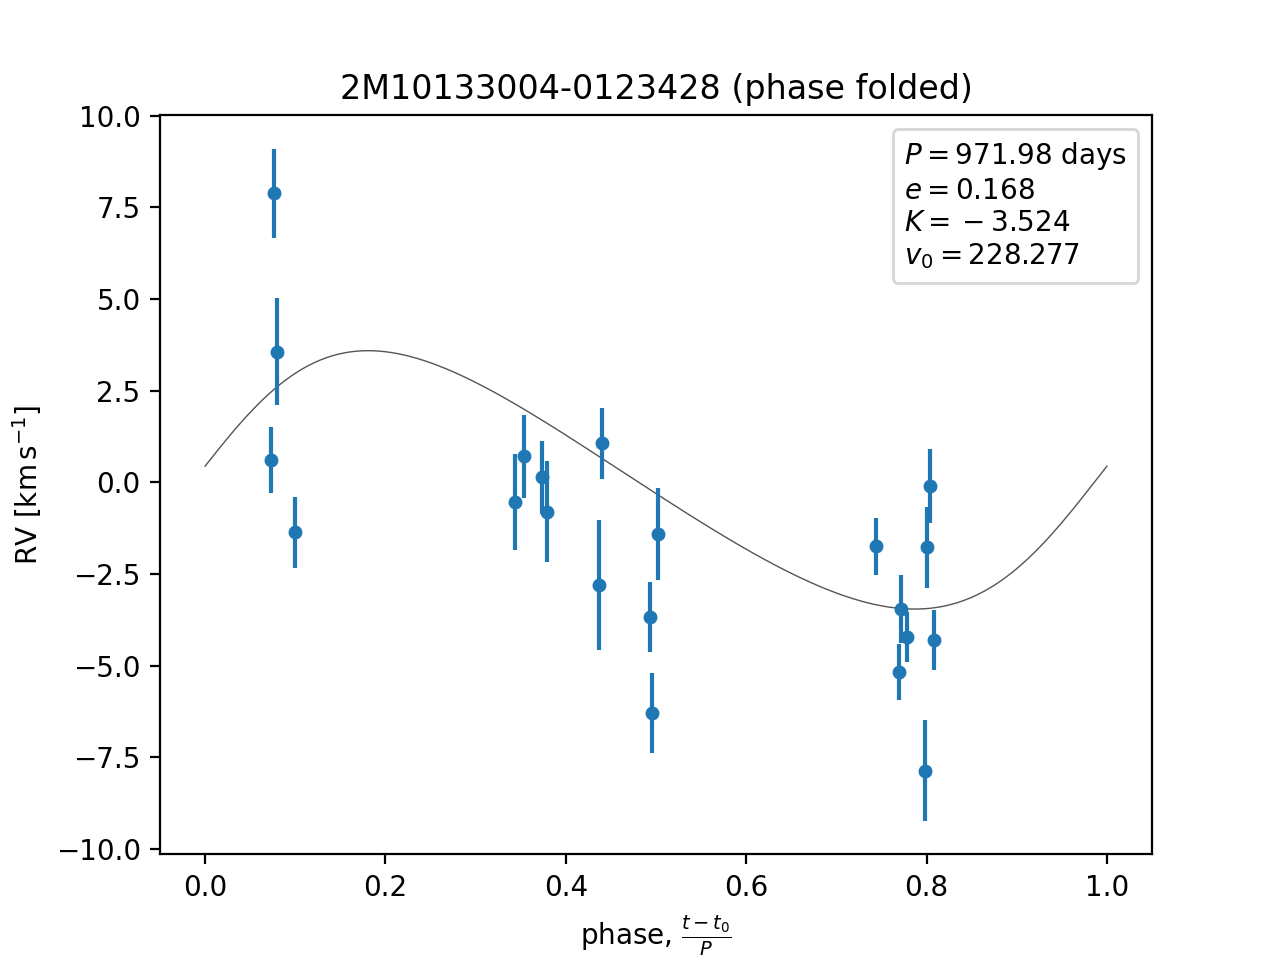 2M10133004-0123428 (phase folded)
P = 971.98 days
e = 0.168
K = −3.524
v₀ = 228.277
10.0
7.5
5.0
2.5
0.0
−2.5
−5.0
−7.5
−10.0
RV [km s⁻¹]
0.0 0.2 0.4 0.6 0.8 1.0
phase, (t − t₀)/P